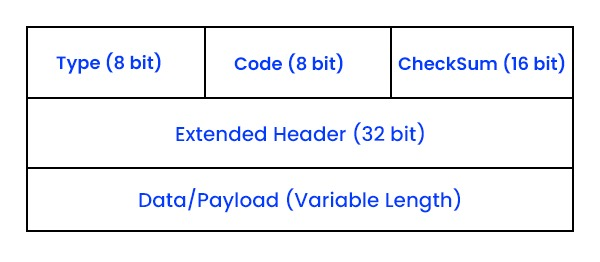 Type (8 bit) Code (8 bit) CheckSum (16 bit)
Extended Header (32 bit)
Data/Payload (Variable Length)